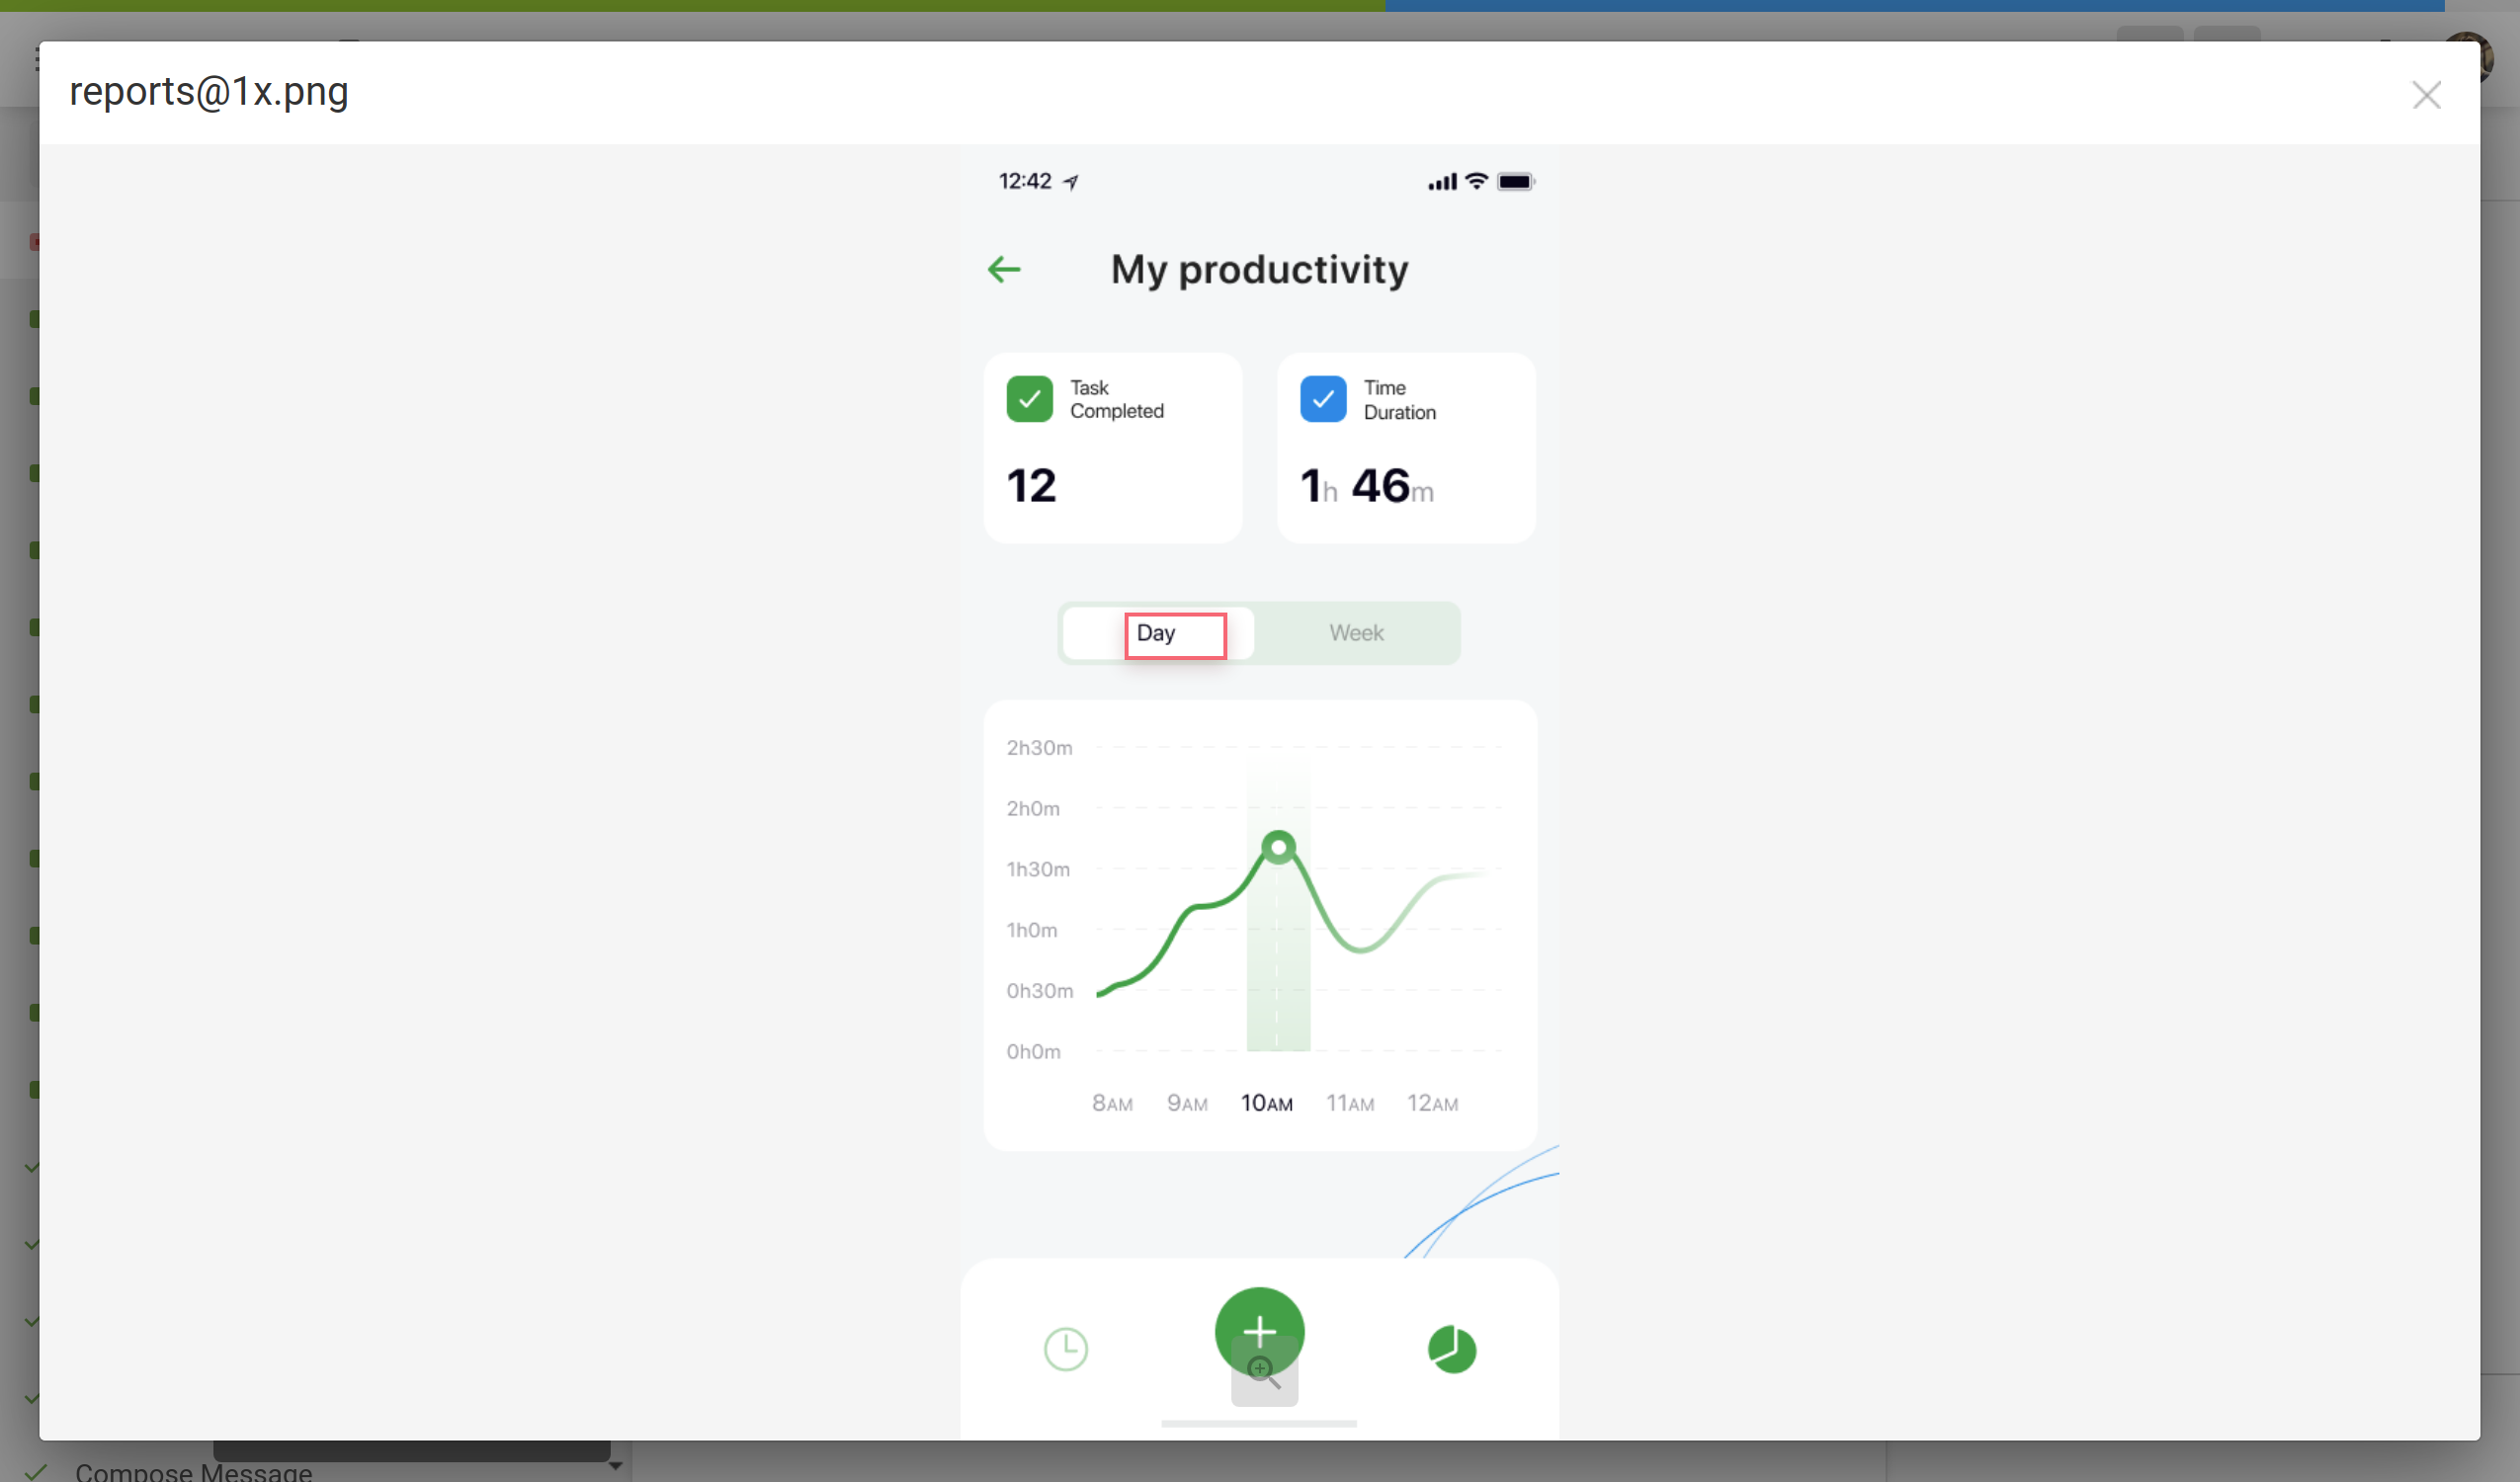 reports@1x.png
12:42
My productivity
Task
Completed
12
Time
Duration
1h 46m
Day
Week
2h30m
2h0m
1h30m
1h0m
0h30m
0h0m
8AM 9AM 10AM 11AM 12AM
Compose Message